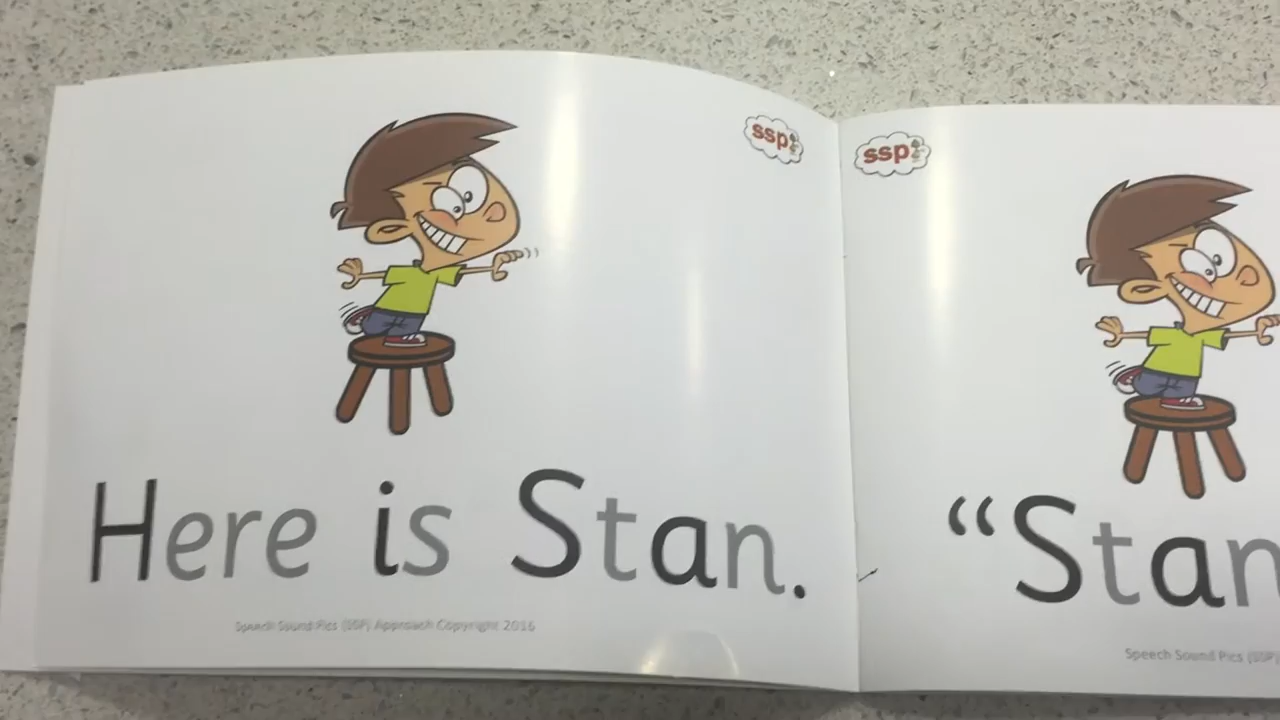 ssp
Here is Stan.
Speech Sound Pics (SSP) Approach Copyright 2016
ssp
“Stan
Speech Sound Pics (SSP)